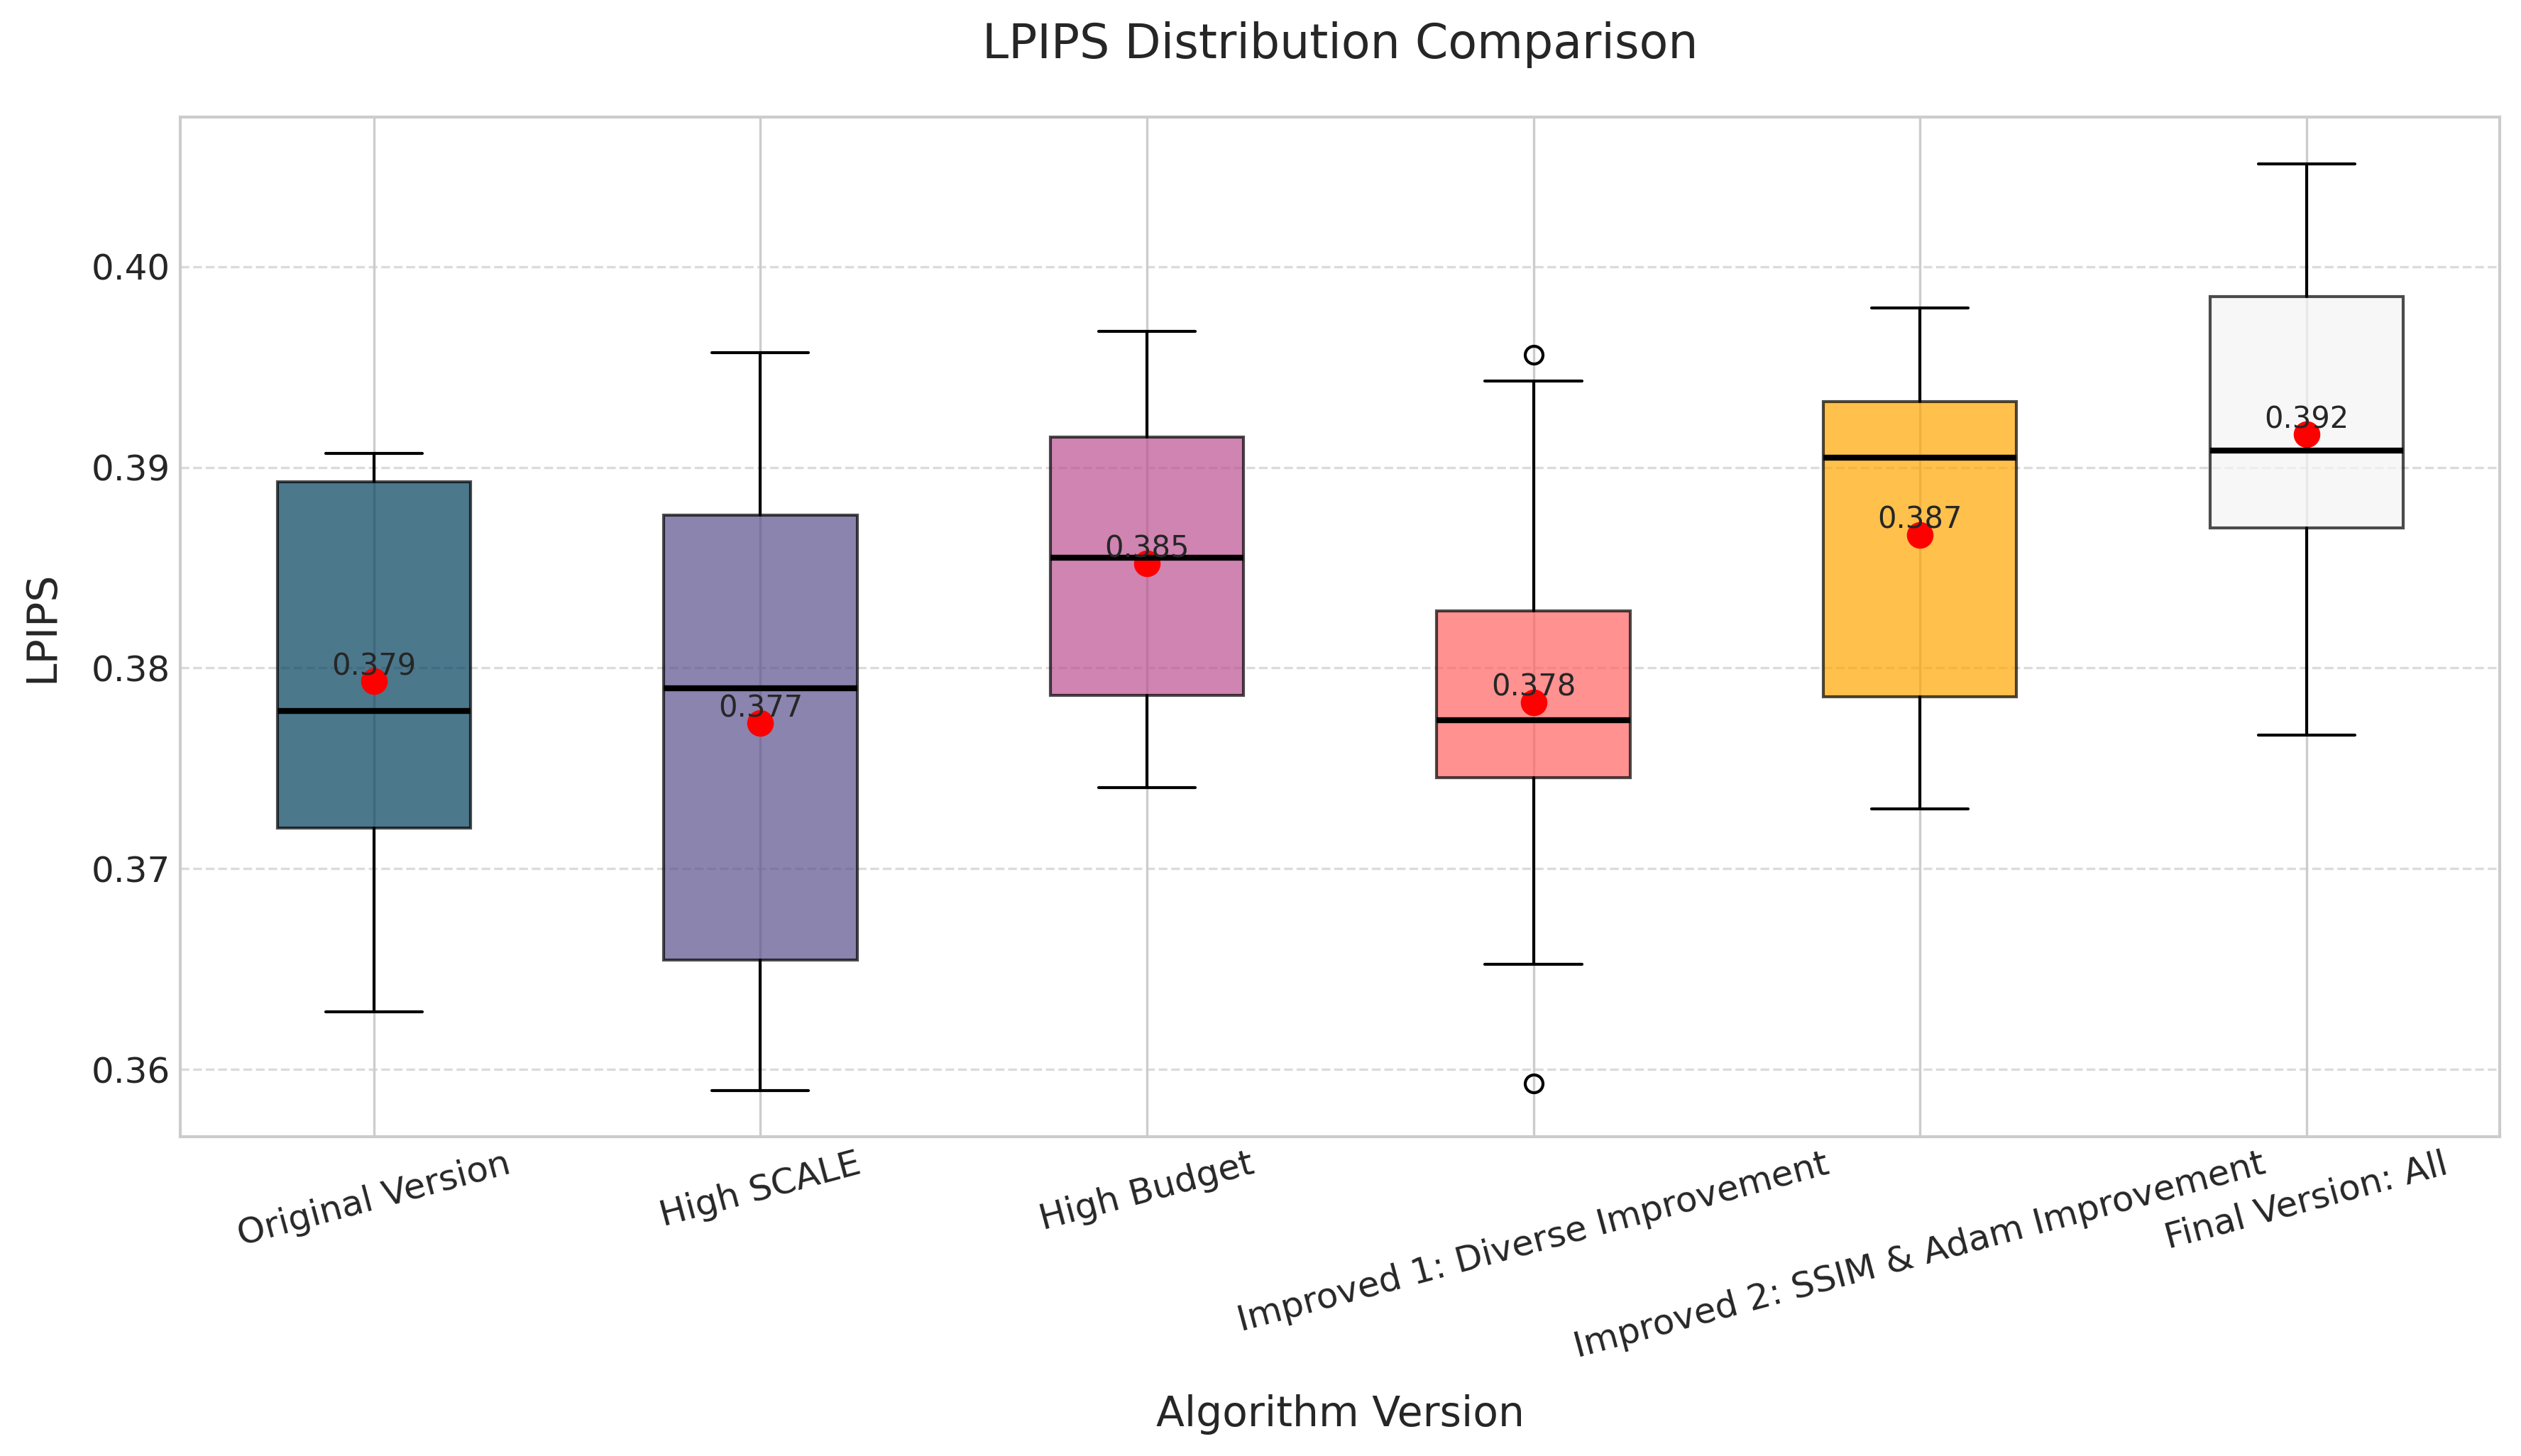 LPIPS Distribution Comparison
LPIPS
0.40
0.39
0.38
0.37
0.36
0.379
0.377
0.385
0.378
0.387
0.392
Original Version
High SCALE
High Budget
Improved 1: Diverse Improvement
Improved 2: SSIM & Adam Improvement
Final Version: All
Algorithm Version